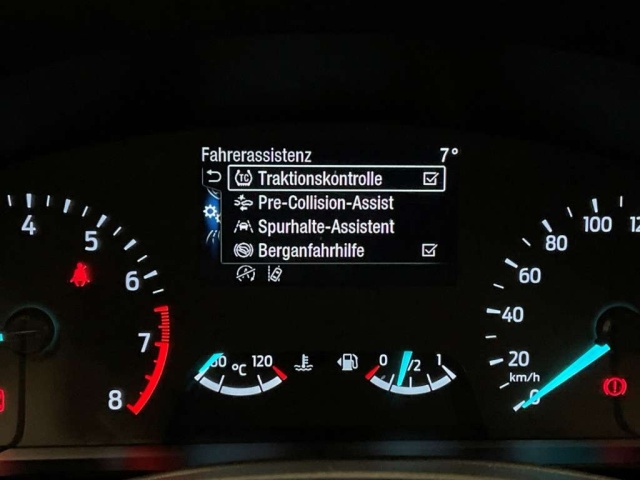 Fahrerassistenz 7°
TC Traktionskontrolle
Pre-Collision-Assist
Spurhalte-Assistent
Berganfahrhilfe
4 5 6 7 8
120
°C
0 1/2 1
0 20 40 60 80 100
km/h